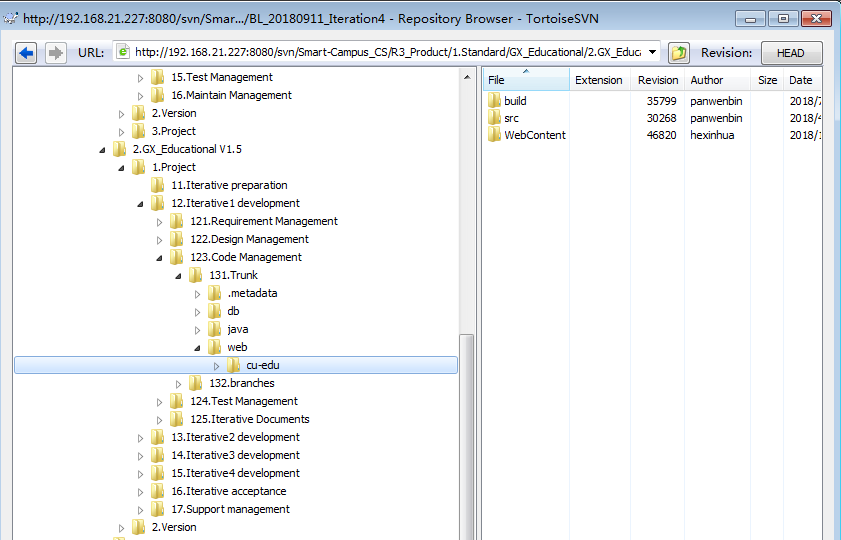 http://192.168.21.227:8080/svn/Smar.../BL_20180911_Iteration4 - Repository Browser - TortoiseSVN
URL: http://192.168.21.227:8080/svn/Smart-Campus_CS/R3_Product/1.Standard/GX_Educational/2.GX_Educa Revision: HEAD
15.Test Management
16.Maintain Management
2.Version
3.Project
2.GX_Educational V1.5
1.Project
11.Iterative preparation
12.Iterative1 development
121.Requirement Management
122.Design Management
123.Code Management
131.Trunk
.metadata
db
java
web
cu-edu
132.branches
124.Test Management
125.Iterative Documents
13.Iterative2 development
14.Iterative3 development
15.Iterative4 development
16.Iterative acceptance
17.Support management
2.Version
File Extension Revision Author Size Date
build 35799 panwenbin 2018/7
src 30268 panwenbin 2018/4
WebContent 46820 hexinhua 2018/1